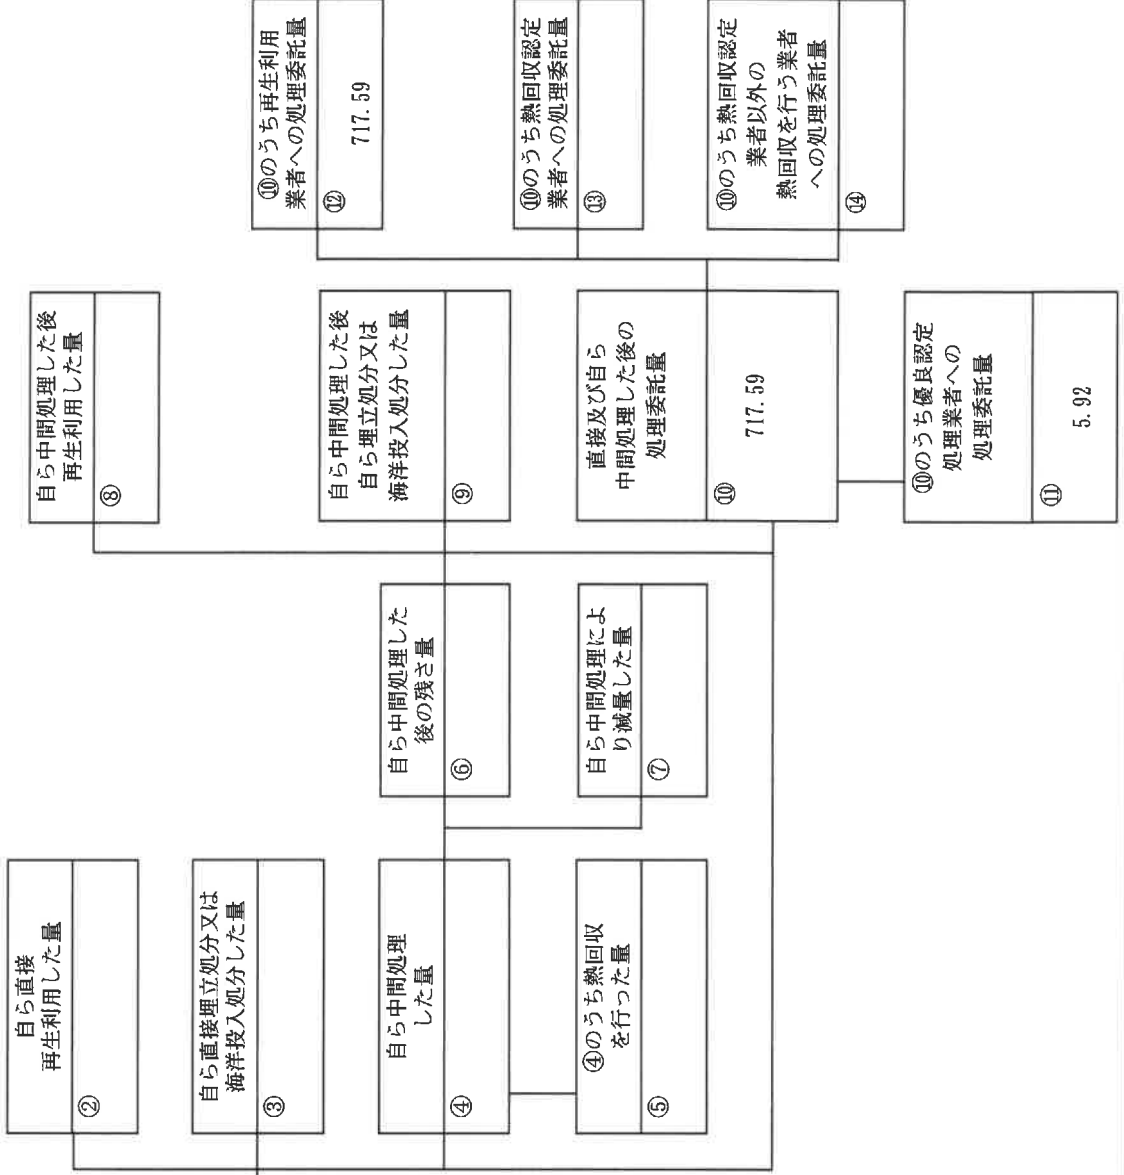 自ら直接
再生利用した量
②
自ら直接埋立処分又は
海洋投入処分した量
③
自ら中間処理
した量
④
④のうち熱回収
を行った量
⑤
自ら中間処理した
後の残さ量
⑥
自ら中間処理によ
り減量した量
⑦
自ら中間処理した後
再生利用した量
⑧
自ら中間処理した後
自ら埋立処分又は
海洋投入処分した量
⑨
直接及び自ら
中間処理した後の
処理委託量
⑩
717.59
⑩のうち優良認定
処理業者への
処理委託量
⑪
5.92
⑩のうち再生利用
業者への処理委託量
⑫
717.59
⑩のうち熱回収認定
業者への処理委託量
⑬
⑩のうち熱回収認定
業者以外の
熱回収を行う業者
への処理委託量
⑭